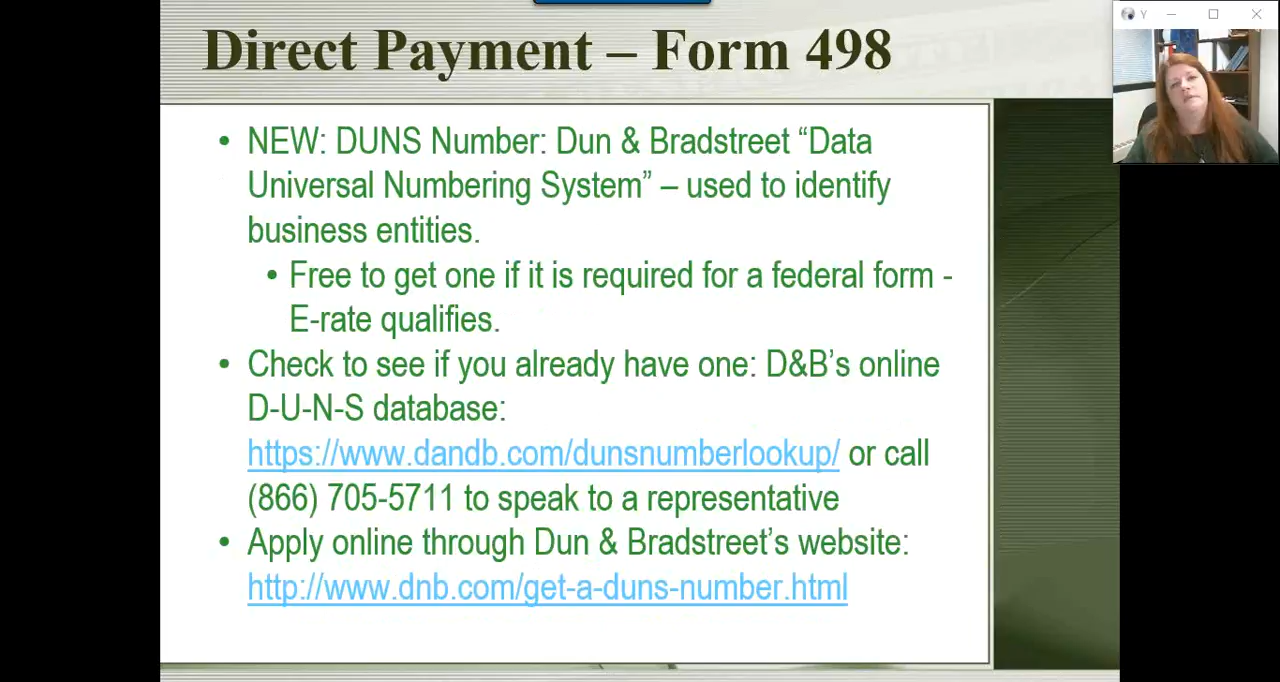 Direct Payment – Form 498
Y
• NEW: DUNS Number: Dun & Bradstreet “Data
Universal Numbering System” – used to identify
business entities.
• Free to get one if it is required for a federal form -
E-rate qualifies.
• Check to see if you already have one: D&B’s online
D-U-N-S database:
https://www.dandb.com/dunsnumberlookup/ or call
(866) 705-5711 to speak to a representative
• Apply online through Dun & Bradstreet’s website:
http://www.dnb.com/get-a-duns-number.html